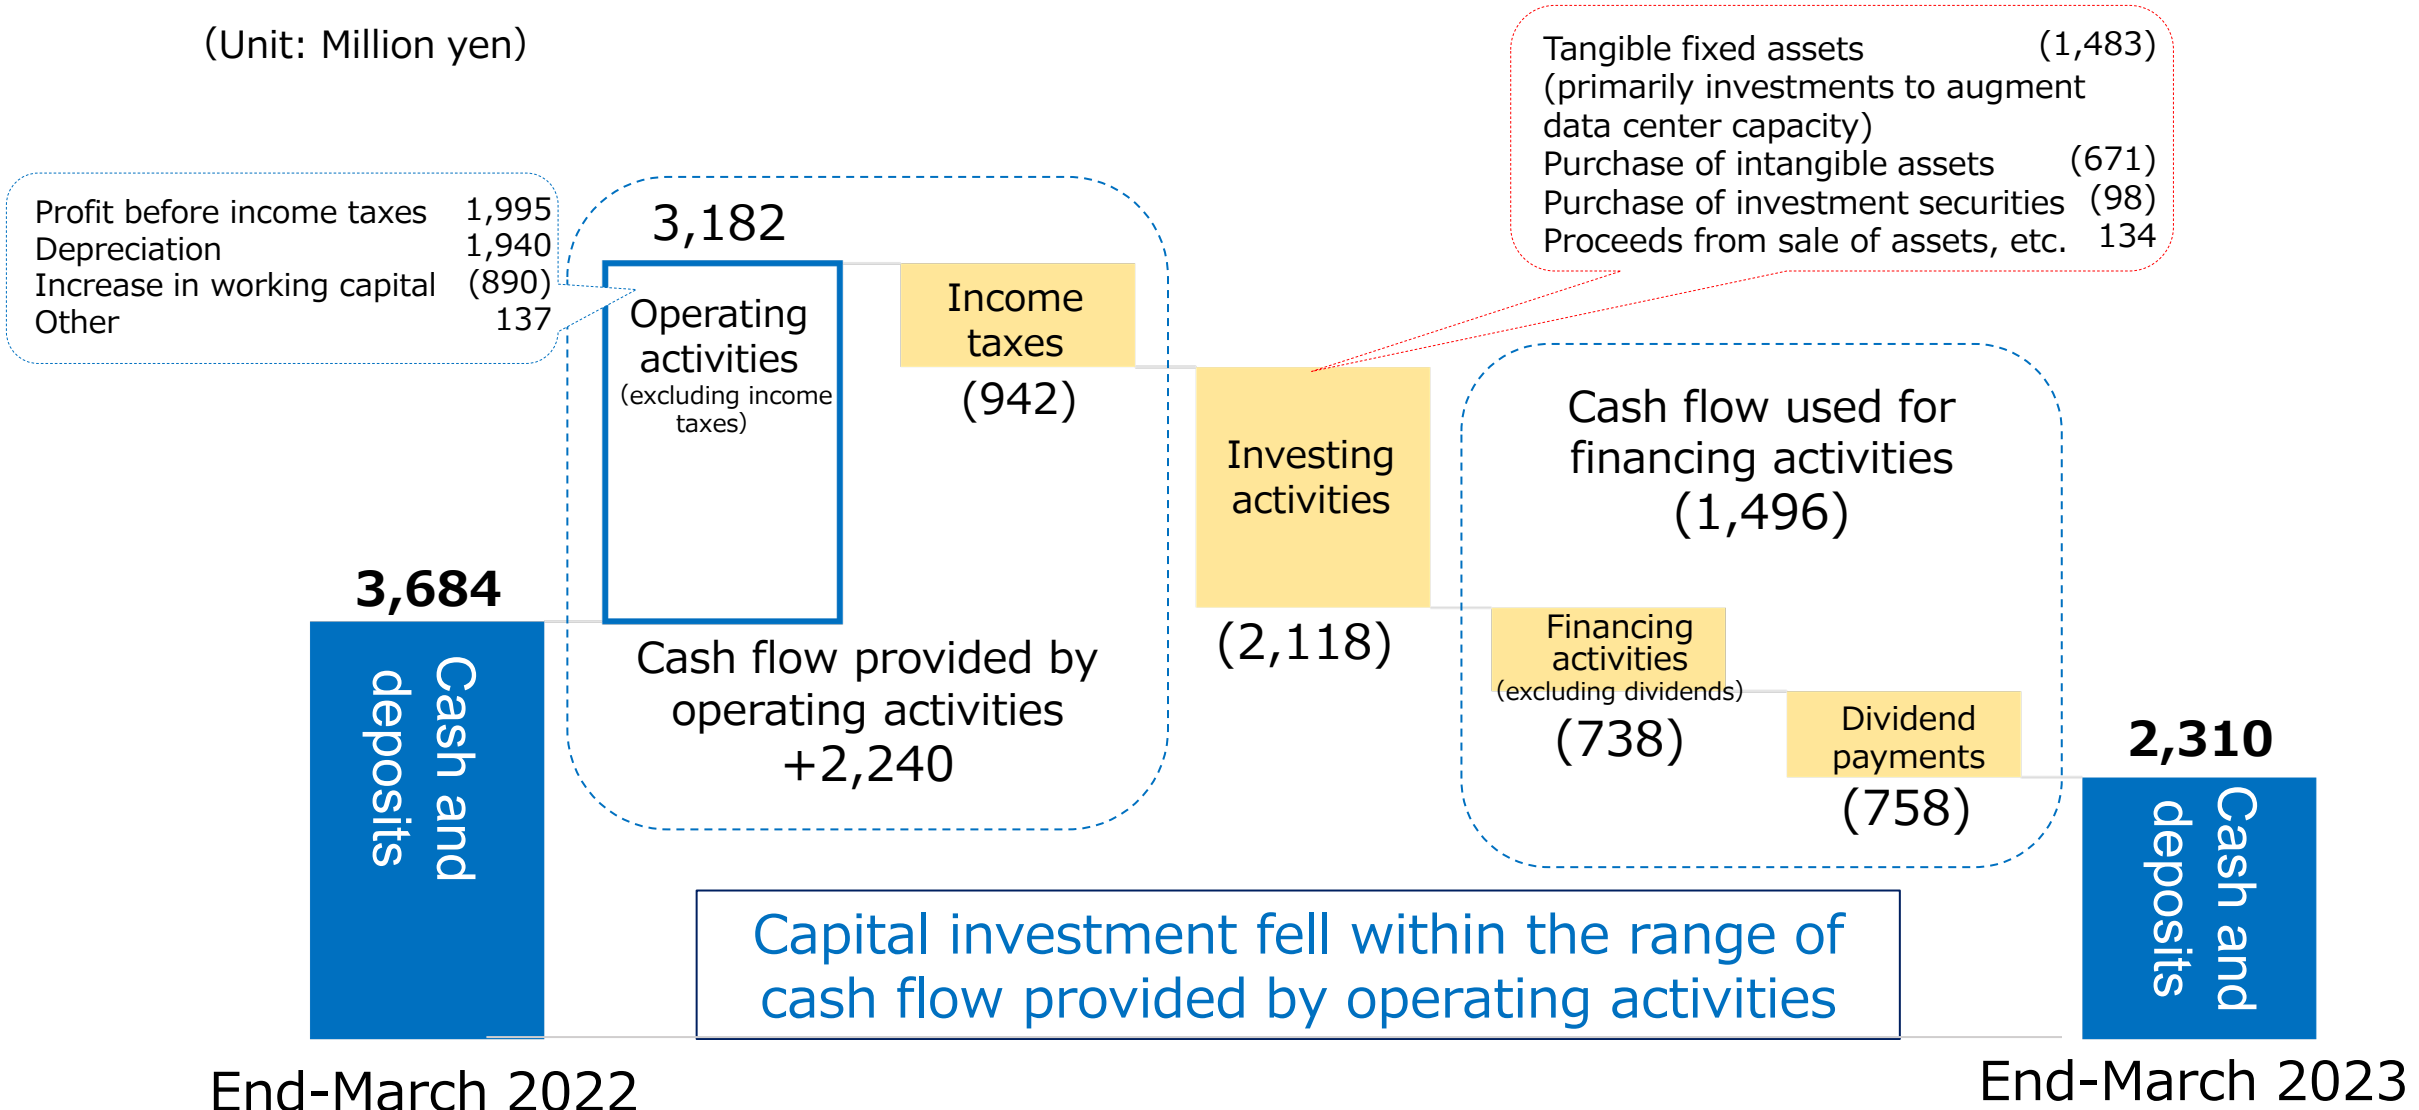 (Unit: Million yen)
Tangible fixed assets (1,483)
(primarily investments to augment
data center capacity)
Purchase of intangible assets (671)
Purchase of investment securities (98)
Proceeds from sale of assets, etc. 134
Profit before income taxes 1,995
Depreciation 1,940
Increase in working capital (890)
Other 137
3,182
Operating
activities
(excluding income
taxes)
Income
taxes
(942)
Cash flow provided by
operating activities
+2,240
3,684
Cash and
deposits
Investing
activities
(2,118)
Cash flow used for
financing activities
(1,496)
Financing
activities
(excluding dividends)
(738)
Dividend
payments
(758)
2,310
Cash and
deposits
Capital investment fell within the range of
cash flow provided by operating activities
End-March 2022
End-March 2023